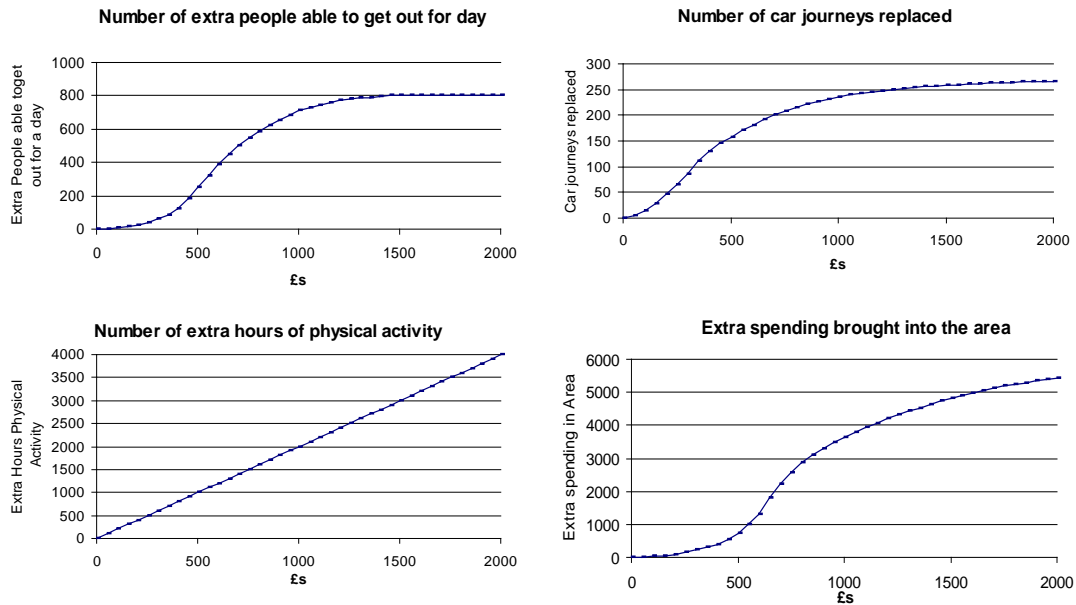 Number of extra people able to get out for day
Extra People able toget
out for a day
1000
800
600
400
200
0
0 500 1000 1500 2000
£s
Number of car journeys replaced
Car journeys replaced
300
250
200
150
100
50
0
0 500 1000 1500 2000
£s
Number of extra hours of physical activity
Extra Hours Physical
Activity
4000
3500
3000
2500
2000
1500
1000
500
0
0 500 1000 1500 2000
£s
Extra spending brought into the area
Extra spending in Area
6000
5000
4000
3000
2000
1000
0
0 500 1000 1500 2000
£s